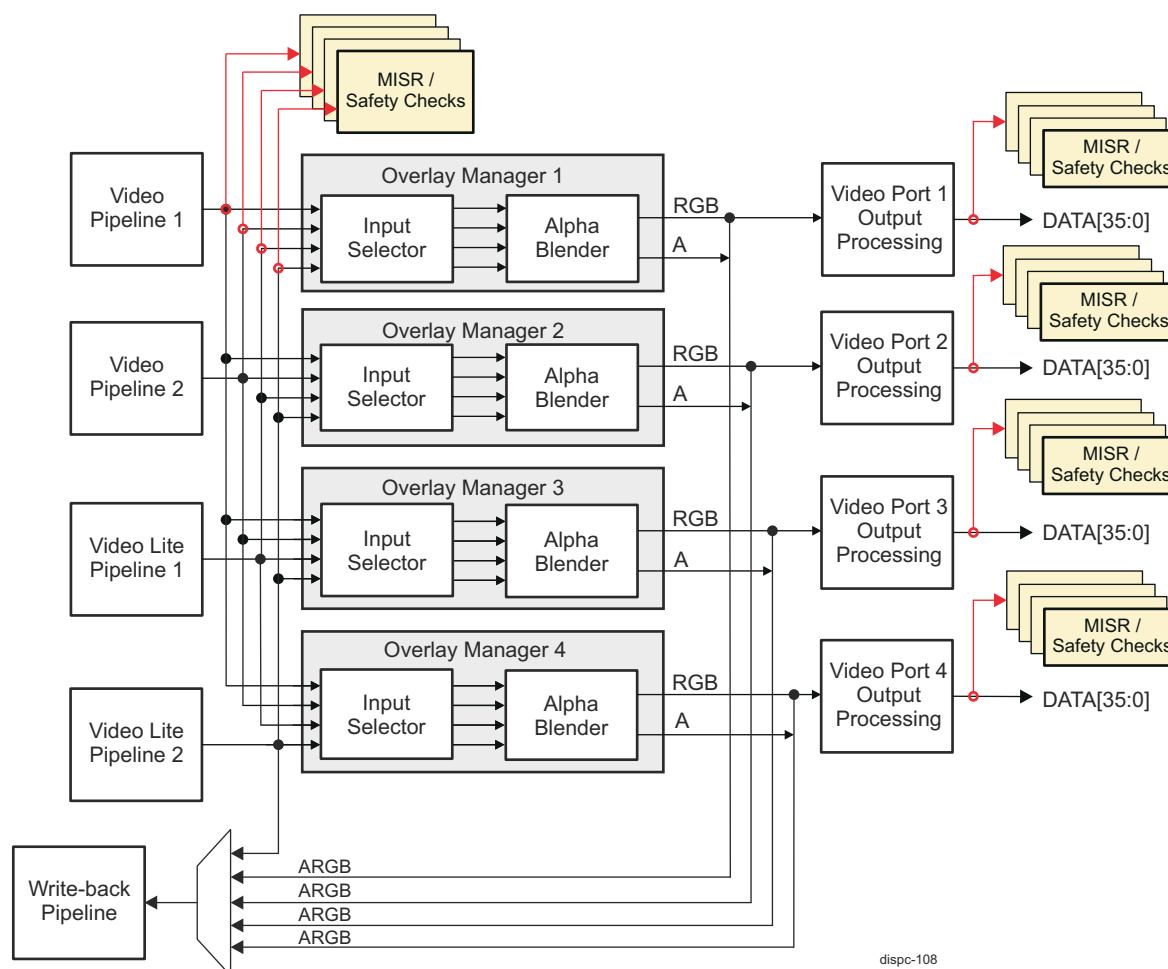 MISR /
Safety Checks
MISR /
Safety Checks
Video
Pipeline 1
Overlay Manager 1
Input
Selector
Alpha
Blender
RGB
A
Video Port 1
Output
Processing
DATA[35:0]
MISR /
Safety Checks
Video
Pipeline 2
Overlay Manager 2
Input
Selector
Alpha
Blender
RGB
A
Video Port 2
Output
Processing
DATA[35:0]
MISR /
Safety Checks
Video Lite
Pipeline 1
Overlay Manager 3
Input
Selector
Alpha
Blender
RGB
A
Video Port 3
Output
Processing
DATA[35:0]
MISR /
Safety Checks
Video Lite
Pipeline 2
Overlay Manager 4
Input
Selector
Alpha
Blender
RGB
A
Video Port 4
Output
Processing
DATA[35:0]
Write-back
Pipeline
ARGB
ARGB
ARGB
ARGB
dispc-108